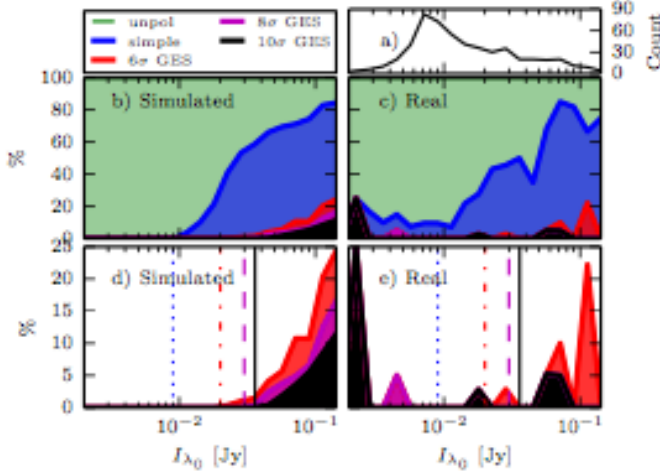 unpol
simple
6σ GES
8σ GES
10σ GES
a)
90
60
30
0
Count
b) Simulated
c) Real
100
80
60
40
20
0
%
d) Simulated
e) Real
25
20
15
10
5
0
%
10⁻² 10⁻¹ 10⁻² 10⁻¹
I_λ₀ [Jy] I_λ₀ [Jy]